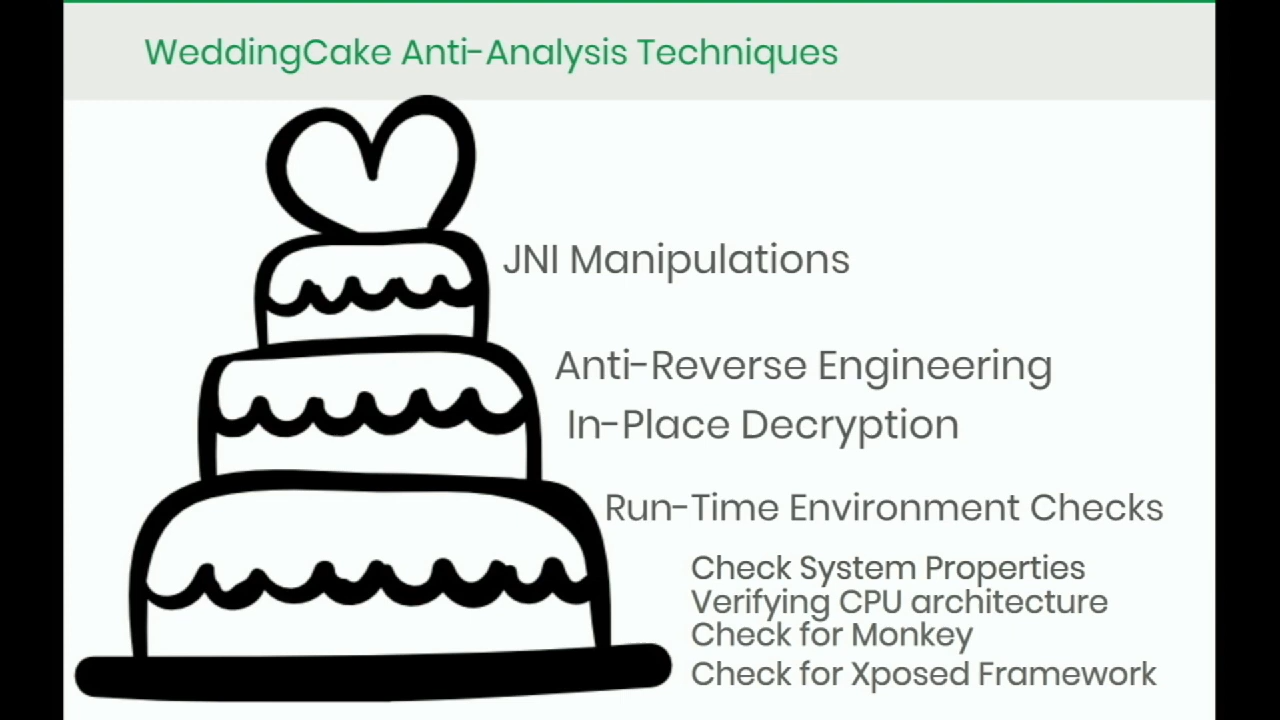 WeddingCake Anti-Analysis Techniques
JNI Manipulations
Anti-Reverse Engineering
In-Place Decryption
Run-Time Environment Checks
Check System Properties
Verifying CPU architecture
Check for Monkey
Check for Xposed Framework